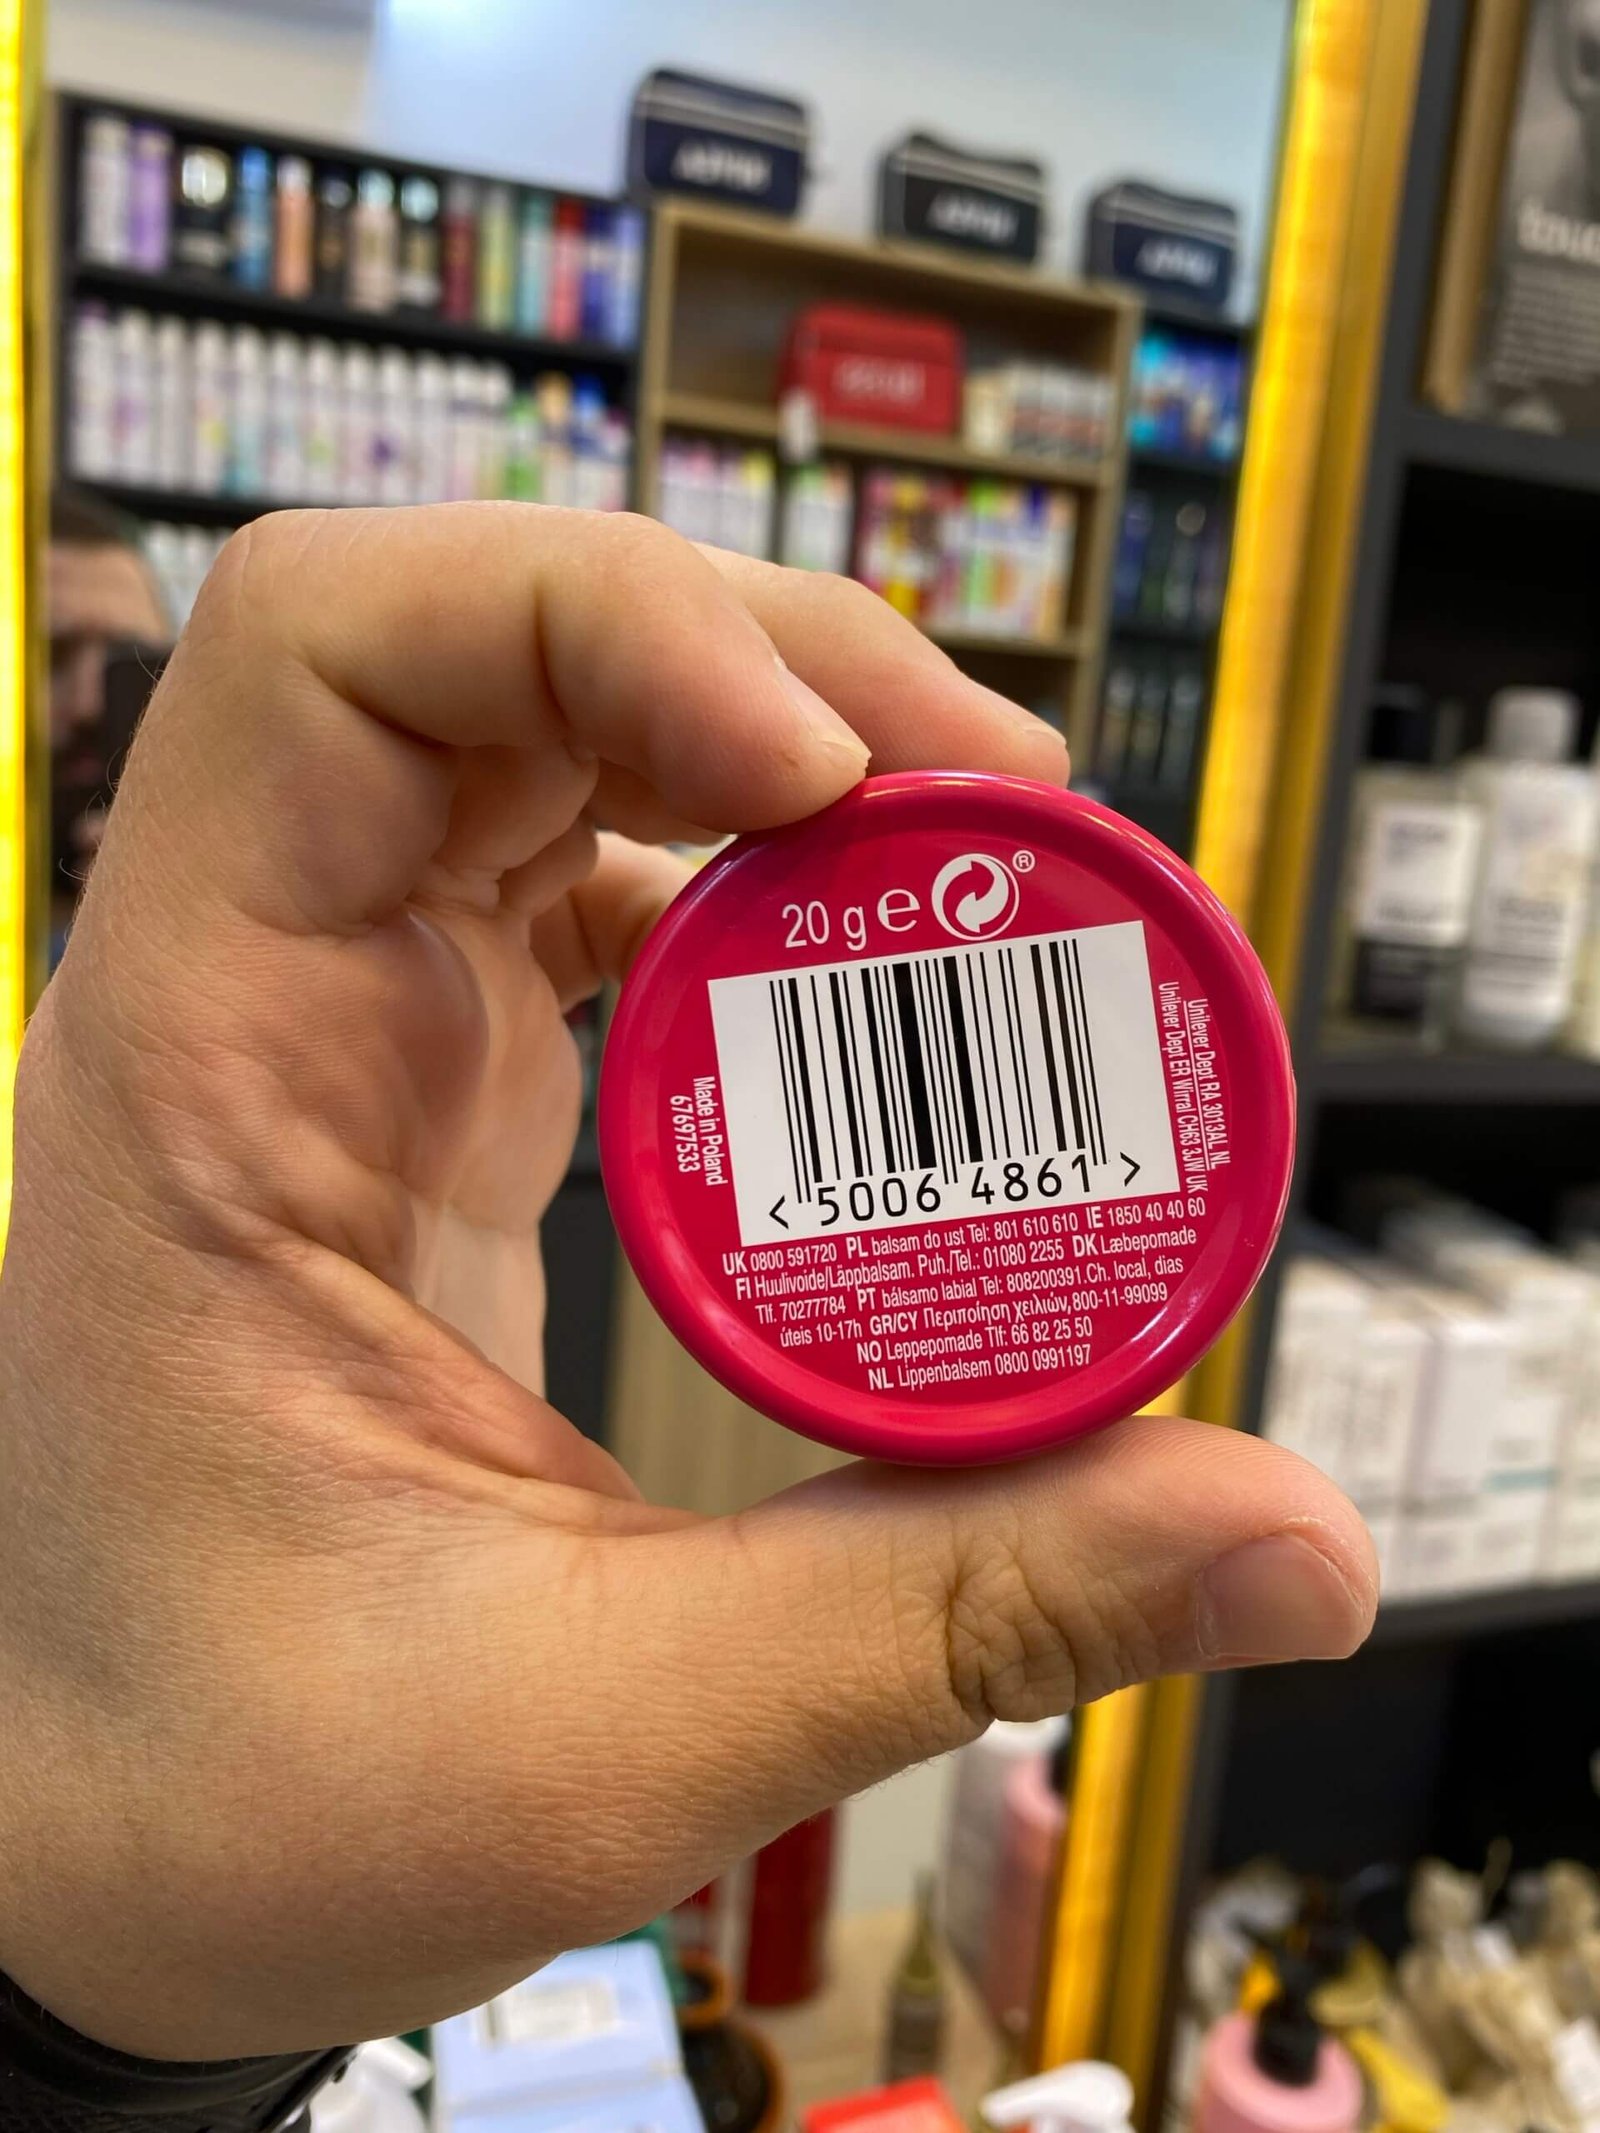 20 g ℮ ®
Unilever Dept RA 3013AL NL
Unilever Dept ER Wirral CH63 3JW UK
Made in Poland
67697533
< 5006 4861 >
UK 0800 591720 PL balsam do ust Tel: 801 610 610 IE 1850 40 40 60
FI Huulivoide/Läppbalsam. Puh./Tel.: 01080 2255 DK Læbepomade
Tlf. 70277784 PT bálsamo labial Tel: 808200391.Ch. local, dias
úteis 10-17h GR/CY Περιποίηση χειλιών, 800-11-99099
NO Leppepomade Tlf: 66 82 25 50
NL Lippenbalsem 0800 0991197